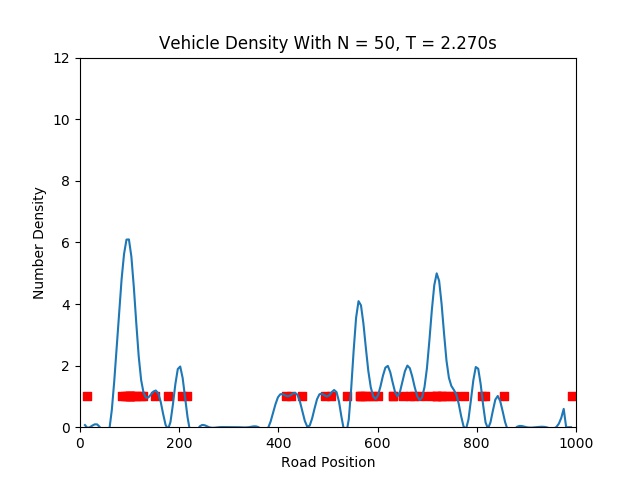 Vehicle Density With N = 50, T = 2.270s
12
10
8
6
4
2
0
Number Density
0 200 400 600 800 1000
Road Position